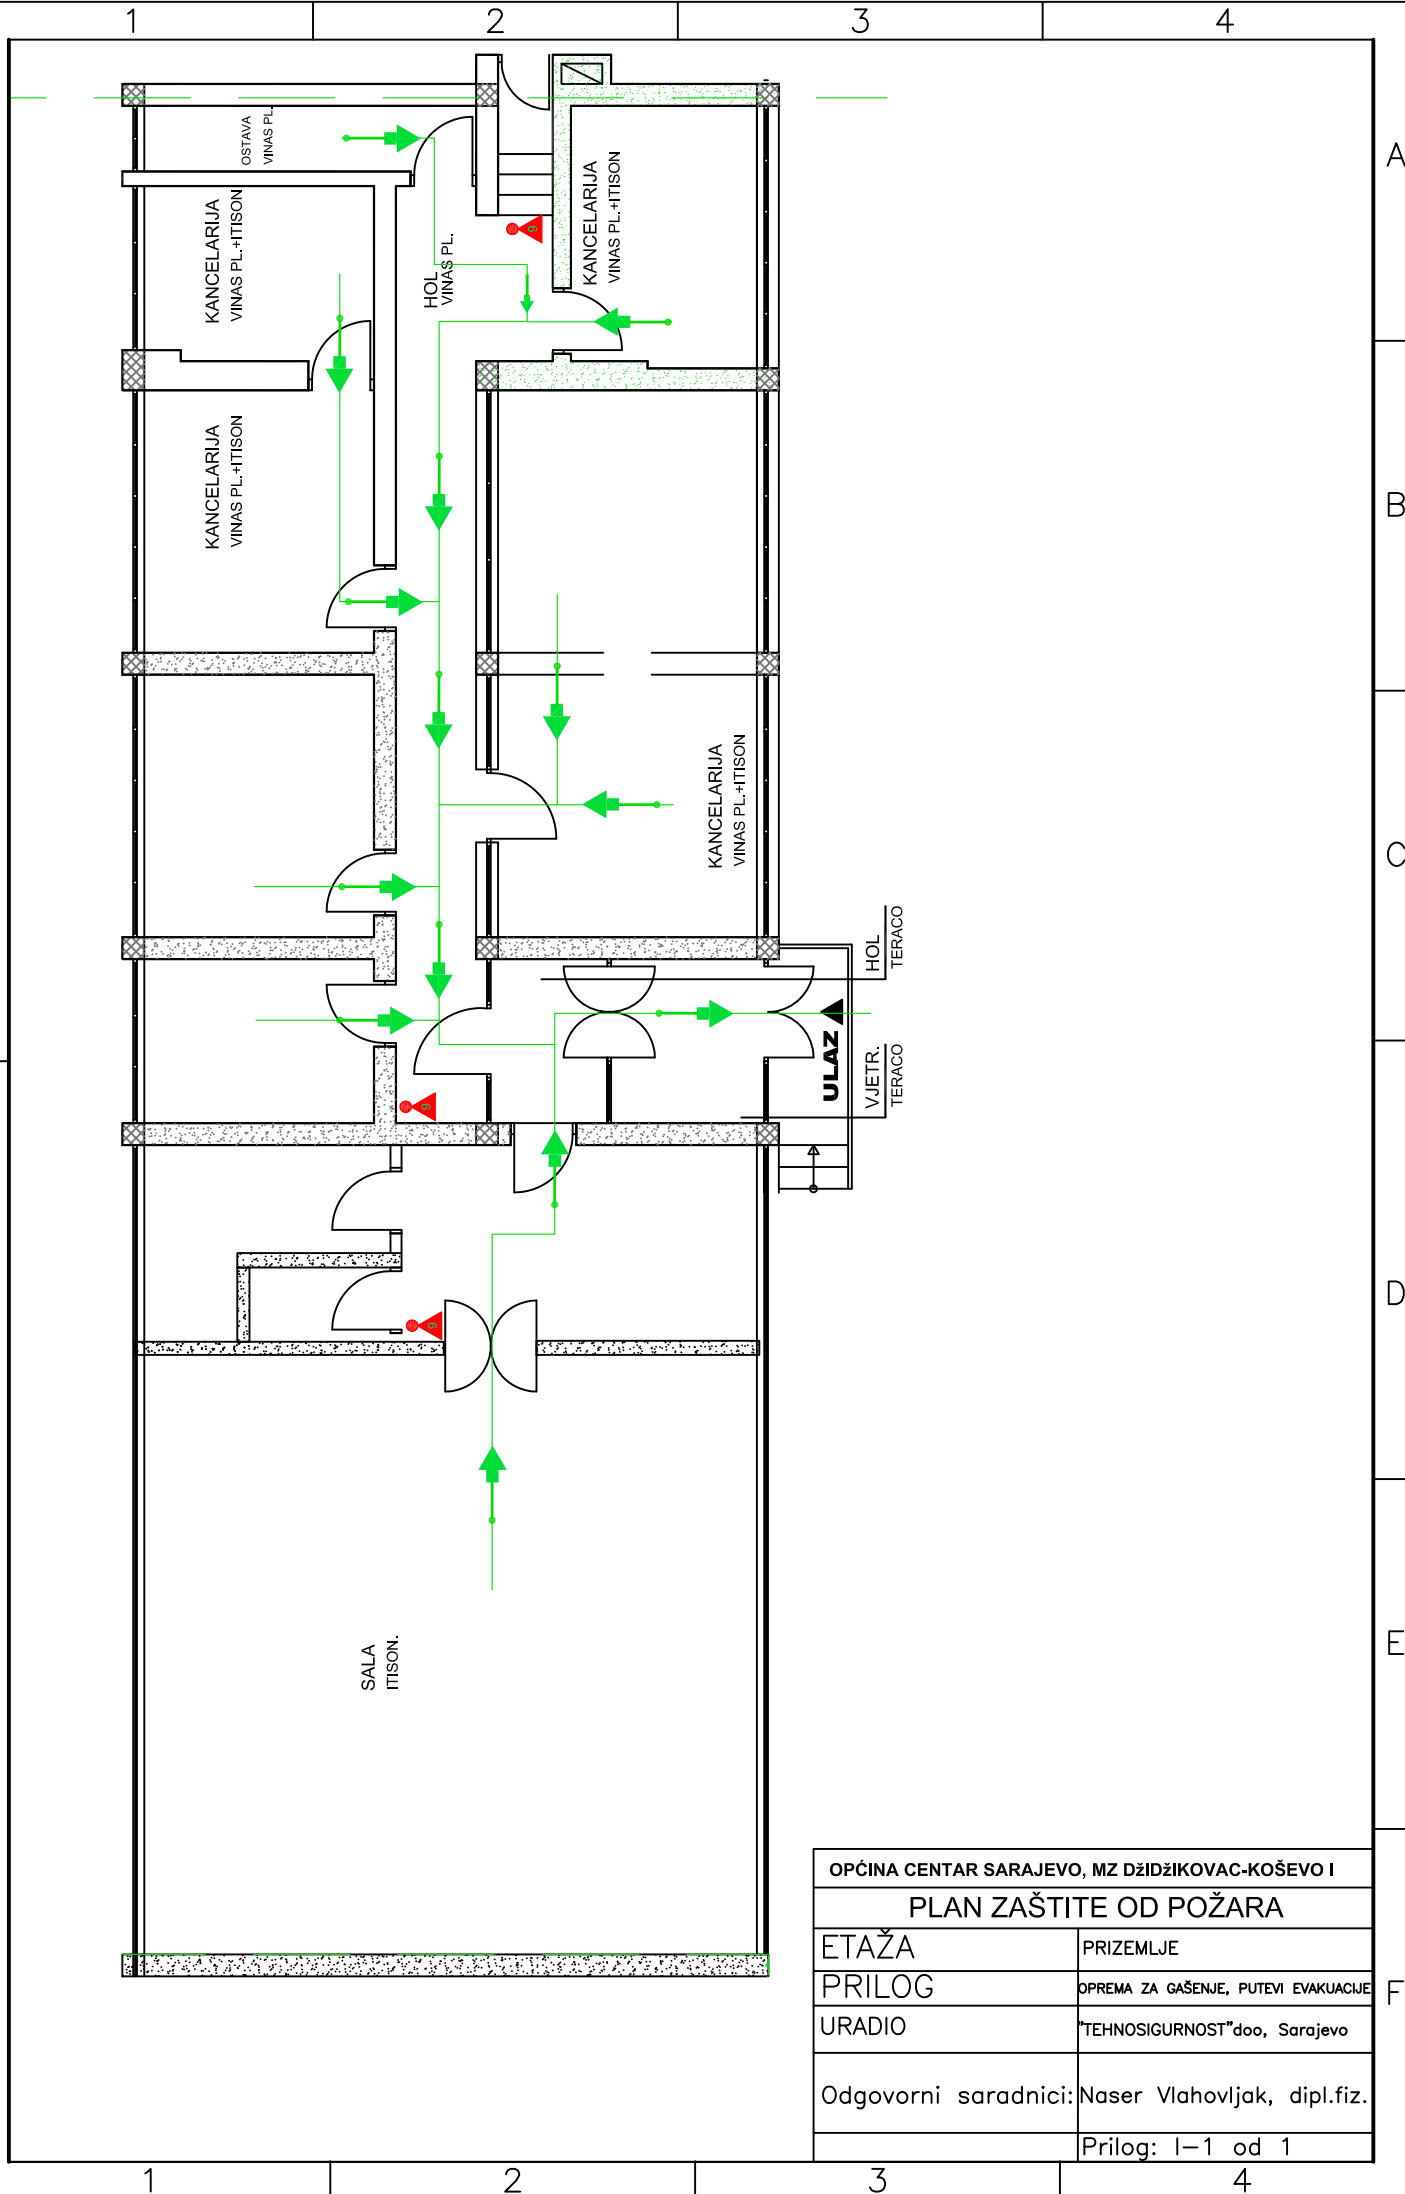 1 2 3 4
A
B
C
D
E
F
OSTAVA
VINAS PL.
KANCELARIJA
VINAS PL.+ITISON
HOL
VINAS PL.
9
KANCELARIJA
VINAS PL.+ITISON
KANCELARIJA
VINAS PL.+ITISON
KANCELARIJA
VINAS PL.+ITISON
HOL
TERACO
ULAZ
VJETR.
TERACO
9
9
SALA
ITISON.
OPĆINA CENTAR SARAJEVO, MZ DžIDžIKOVAC-KOŠEVO I
PLAN ZAŠTITE OD POŽARA
ETAŽA PRIZEMLJE
PRILOG OPREMA ZA GAŠENJE, PUTEVI EVAKUACIJE
URADIO "TEHNOSIGURNOST"doo, Sarajevo
Odgovorni saradnici: Naser Vlahovljak, dipl.fiz.
Prilog: I-1 od 1
1 2 3 4